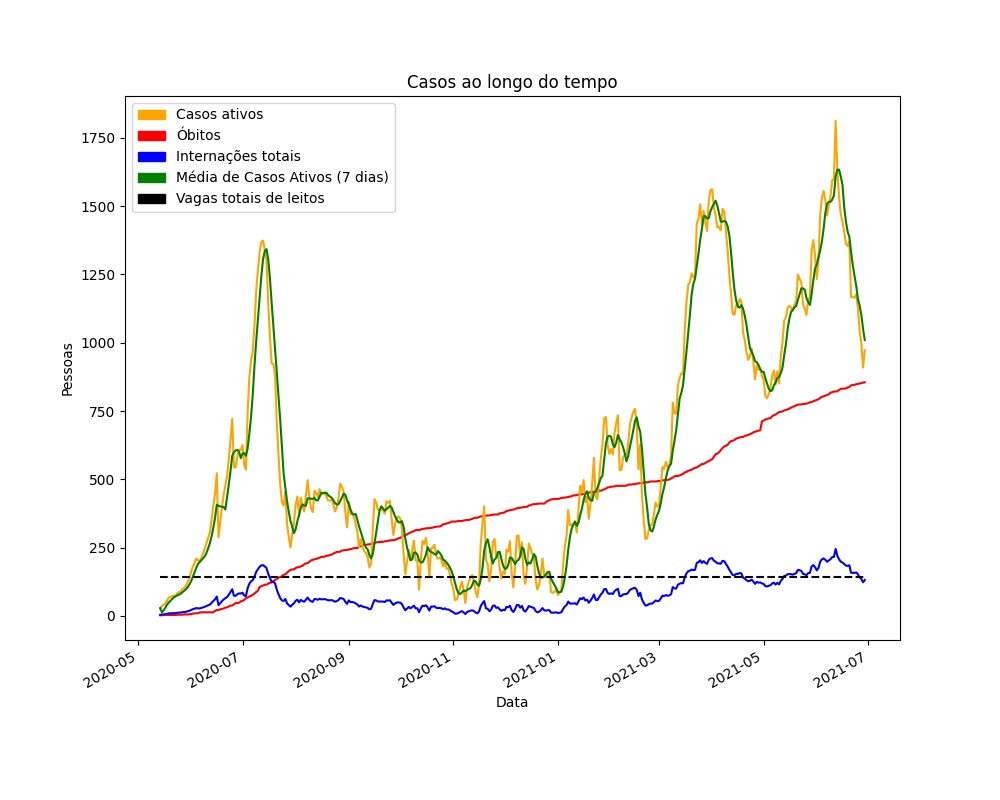 Casos ao longo do tempo
Casos ativos
Óbitos
Internações totais
Média de Casos Ativos (7 dias)
Vagas totais de leitos
1750
1500
1250
1000
750
500
250
0
Pessoas
2020-05
2020-07
2020-09
2020-11
2021-01
2021-03
2021-05
2021-07
Data